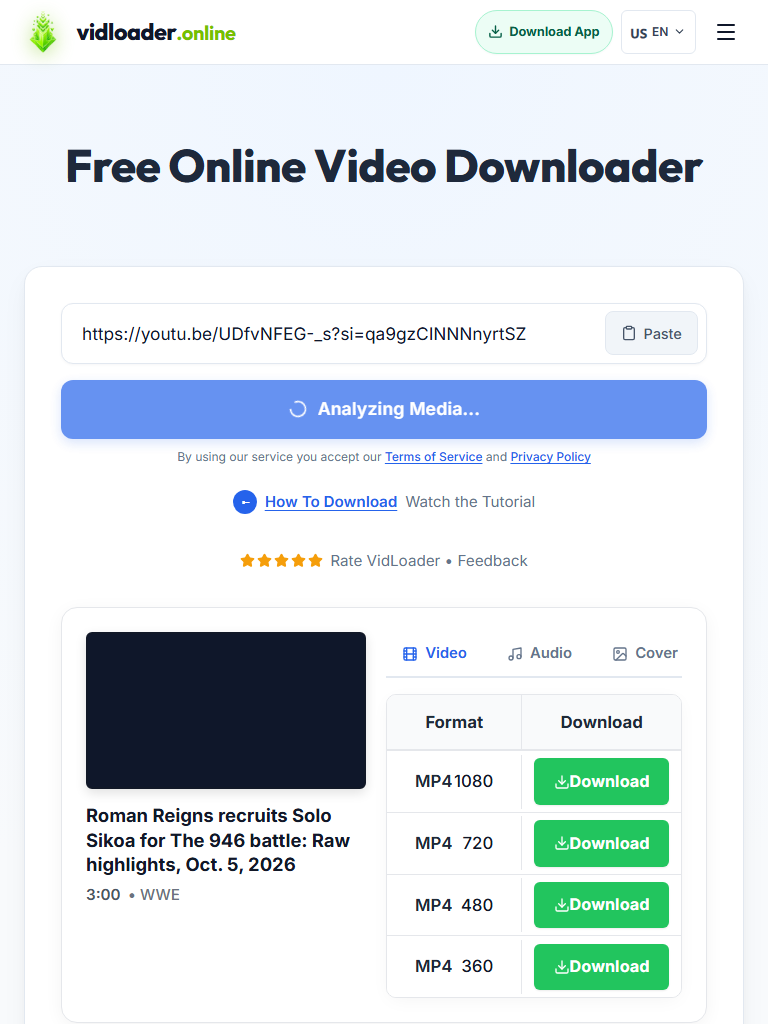 vidloader.online
Download App
US EN
Free Online Video Downloader
https://youtu.be/UDfvNFEG-_s?si=qa9gzCINNNnyrtSZ
Paste
Analyzing Media...
By using our service you accept our Terms of Service and Privacy Policy
How To Download Watch the Tutorial
Rate VidLoader • Feedback
Video Audio Cover
Format Download
MP4 1080 Download
MP4 720 Download
MP4 480 Download
MP4 360 Download
Roman Reigns recruits Solo
Sikoa for The 946 battle: Raw
highlights, Oct. 5, 2026
3:00 • WWE